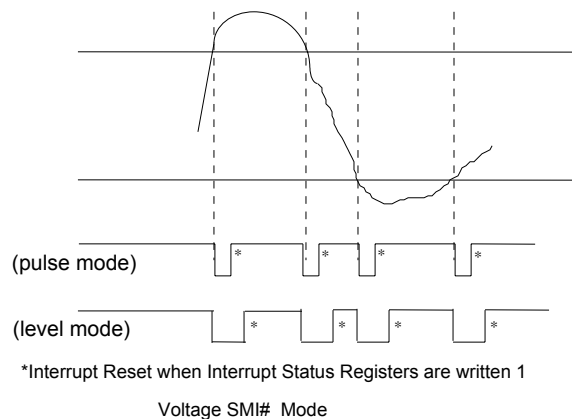 * * * *
(pulse mode)
* * * *
(level mode)
*Interrupt Reset when Interrupt Status Registers are written 1
Voltage SMI# Mode